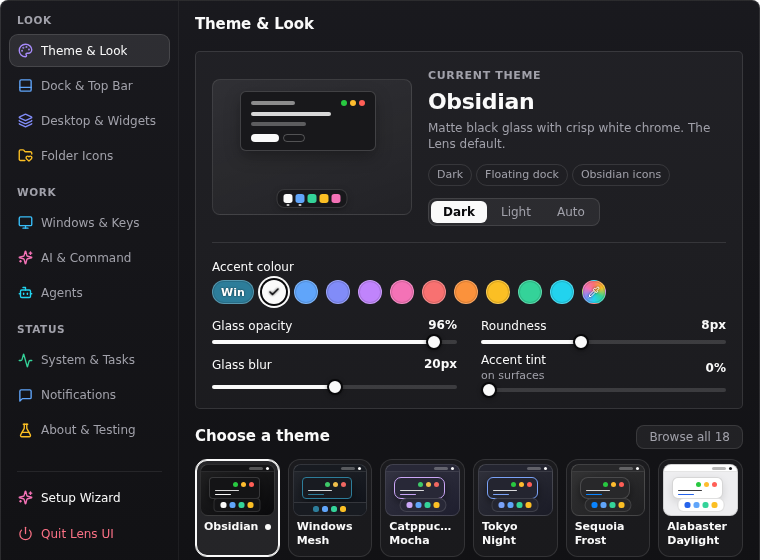 LOOK
Theme & Look
Dock & Top Bar
Desktop & Widgets
Folder Icons
WORK
Windows & Keys
AI & Command
Agents
STATUS
System & Tasks
Notifications
About & Testing
Setup Wizard
Quit Lens UI
Theme & Look
CURRENT THEME
Obsidian
Matte black glass with crisp white chrome. The
Lens default.
Dark Floating dock Obsidian icons
Dark Light Auto
Accent colour
Win
Glass opacity 96%
Roundness 8px
Glass blur 20px
Accent tint 0%
on surfaces
Choose a theme
Browse all 18
Obsidian
Windows
Mesh
Catppuc...
Mocha
Tokyo
Night
Sequoia
Frost
Alabaster
Daylight